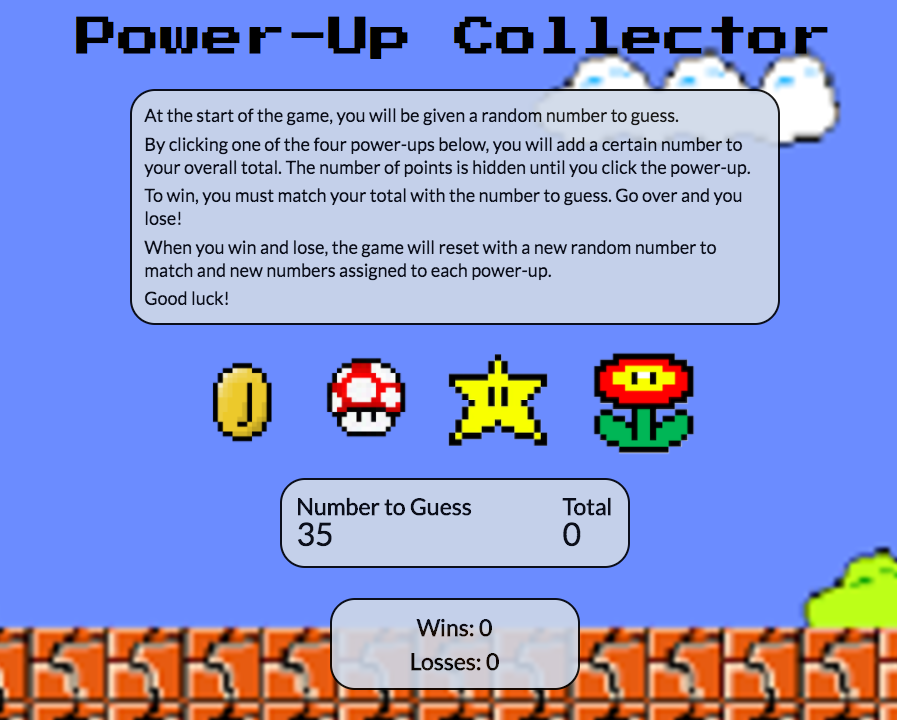 Power-Up Collector
At the start of the game, you will be given a random number to guess.
By clicking one of the four power-ups below, you will add a certain number to
your overall total. The number of points is hidden until you click the power-up.
To win, you must match your total with the number to guess. Go over and you
lose!
When you win and lose, the game will reset with a new random number to
match and new numbers assigned to each power-up.
Good luck!
Number to Guess Total
35 0
Wins: 0
Losses: 0